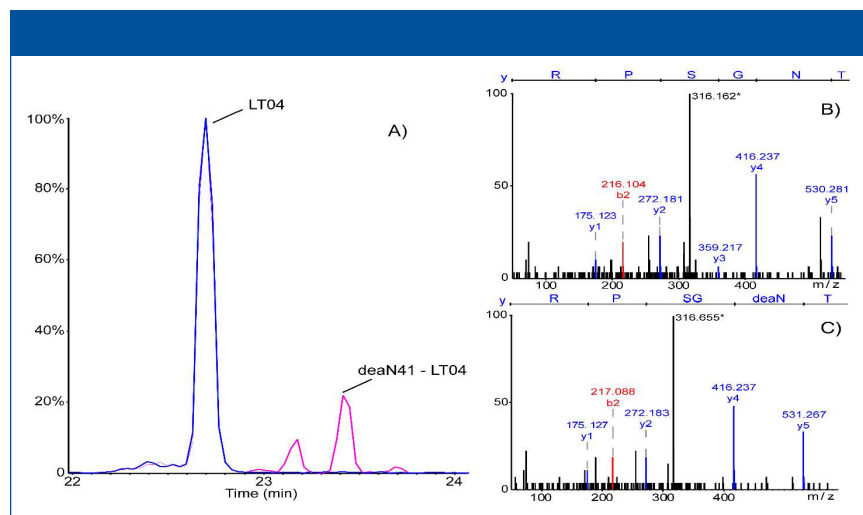 LT04
A)
100%
80%
60%
40%
20%
0
deaN41 - LT04
22 23 24
Time (min)
y R P S G N T
B)
100
50
0
316.162*
416.237
y4
530.281
y5
216.104
b2
272.181
y2
175.123
y1
359.217
y3
100 200 300 400 m/z
y R P SG deaN T
C)
100
50
0
316.655*
416.237
y4
531.267
y5
217.088
b2
272.183
y2
175.127
y1
100 200 300 400 m/z